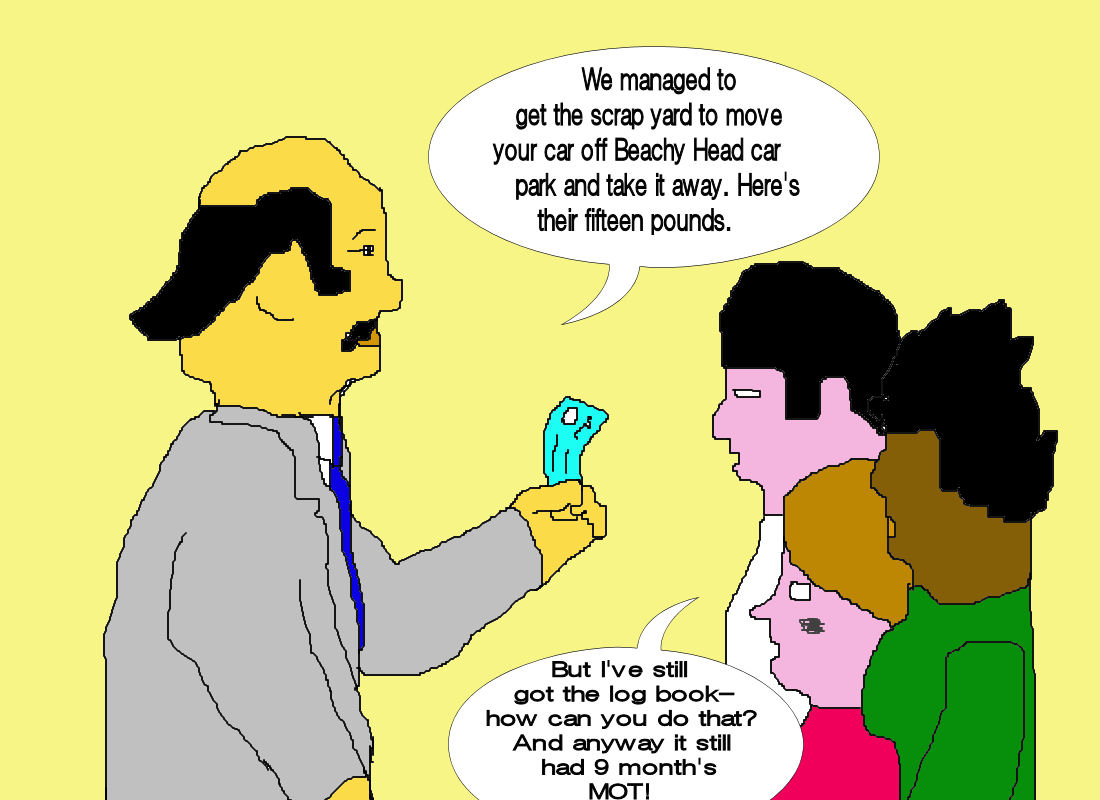 We managed to
get the scrap yard to move
your car off Beachy Head car
park and take it away. Here's
their fifteen pounds.
But I've still
got the log book–
how can you do that?
And anyway it still
had 9 month's
MOT!